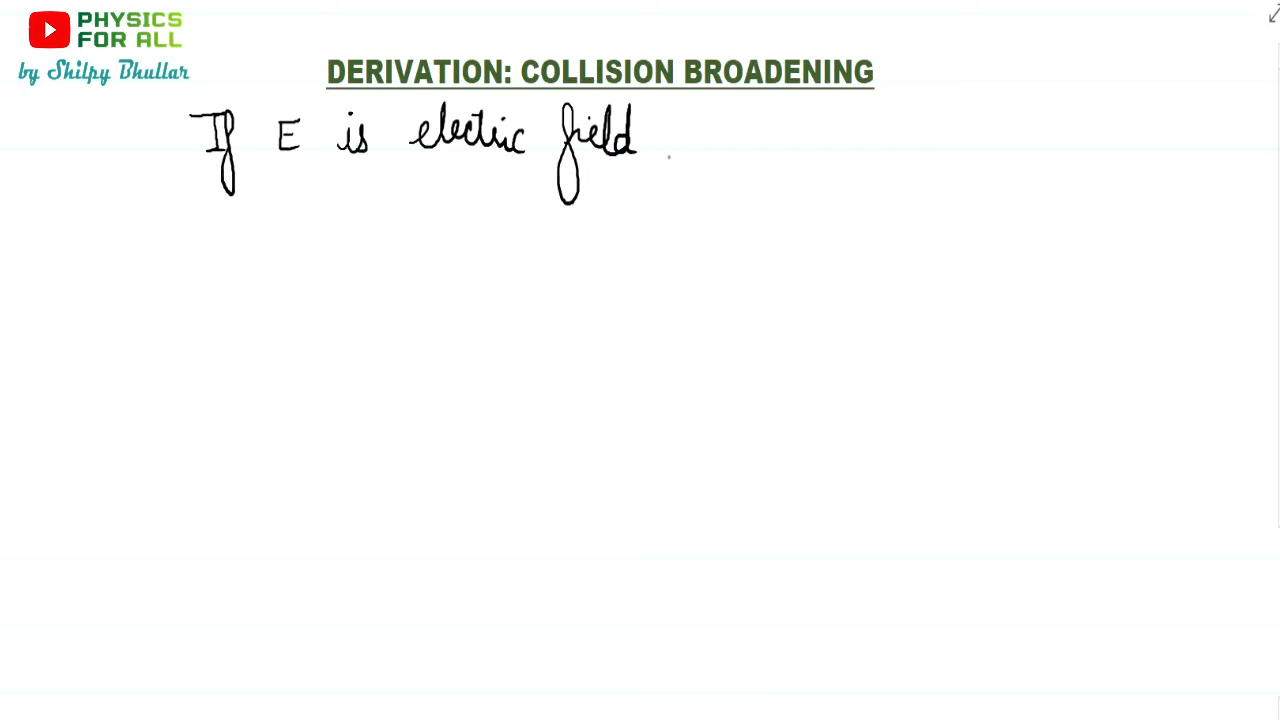 PHYSICS
FOR ALL
by Shilpy Bhullar
DERIVATION: COLLISION BROADENING
If E is electric field